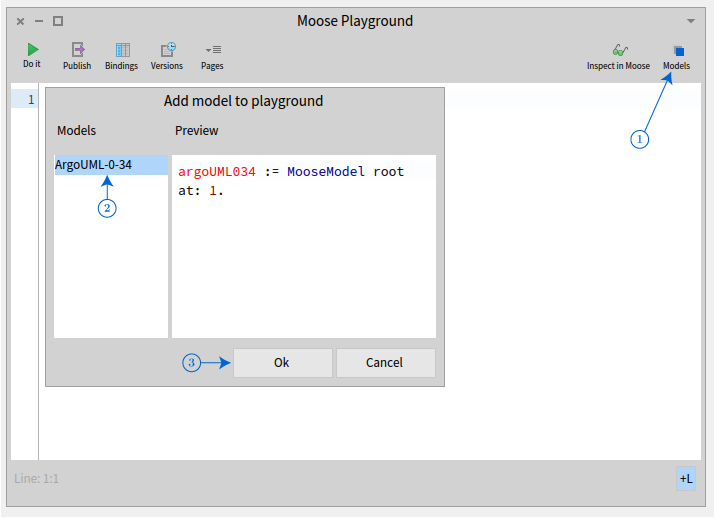 Moose Playground
Do it
Publish
Bindings
Versions
Pages
Inspect in Moose
Models
1
1
Add model to playground
Models
Preview
ArgoUML-0-34
argoUML034 := MooseModel root
at: 1.
2
3
Ok
Cancel
Line: 1:1
+L